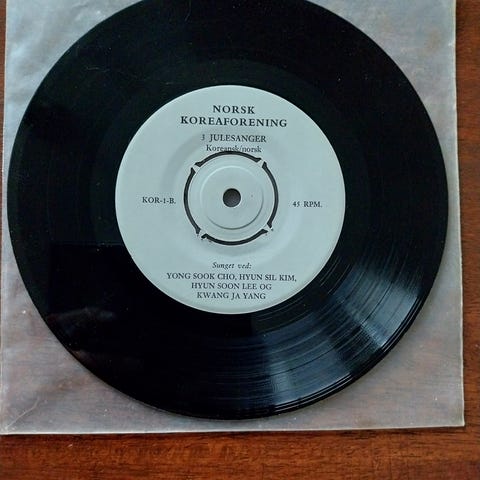 NORSK
KOREAFORENING
3 JULESANGER
Koreansk/norsk
KOR-1-B.
45 RPM.
Sunget ved:
YONG SOOK CHO, HYUN SIL KIM,
HYUN SOON LEE OG
KWANG JA YANG